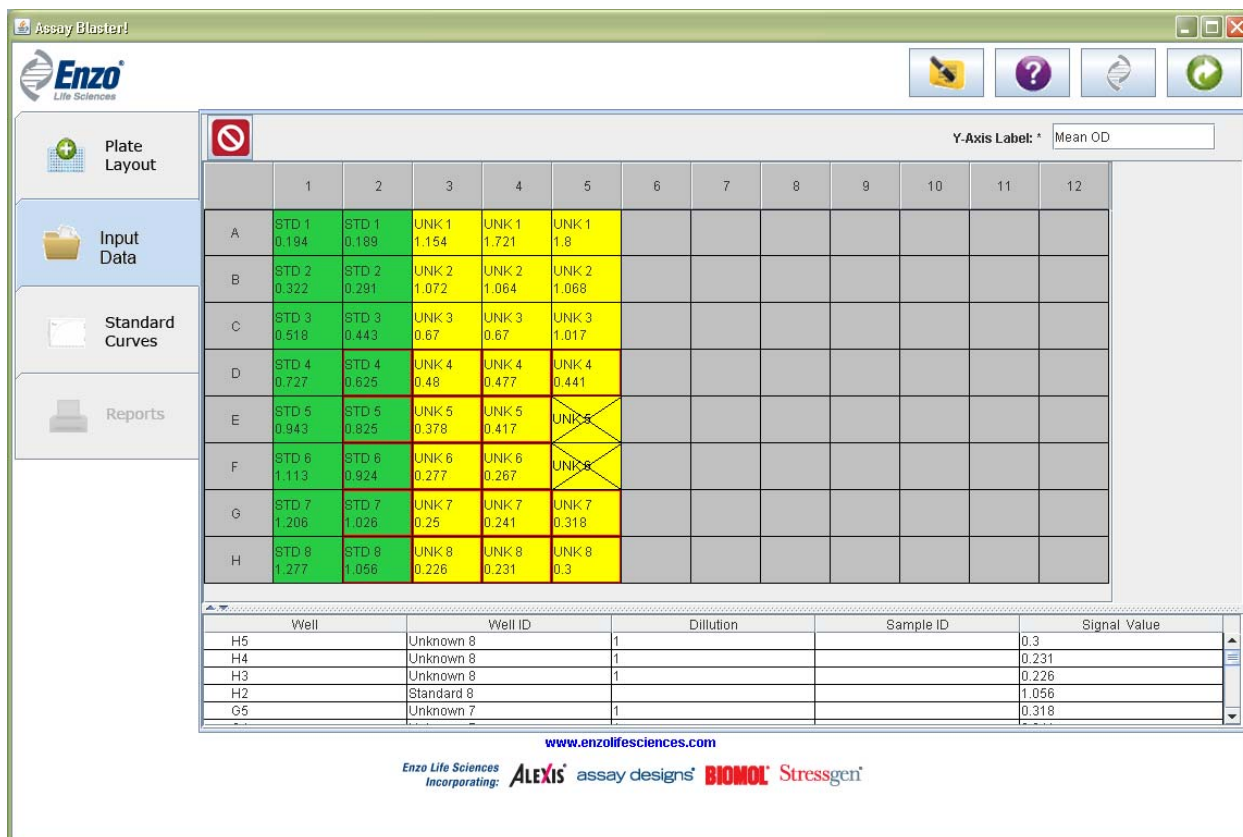 Assay Blaster!
Enzo
Life Sciences
Plate Layout
Input Data
Standard Curves
Reports
Y-Axis Label: * Mean OD
1 2 3 4 5 6 7 8 9 10 11 12
A
STD 1 STD 1 UNK 1 UNK 1 UNK 1
0.194 0.189 1.154 1.721 1.8
B
STD 2 STD 2 UNK 2 UNK 2 UNK 2
0.322 0.291 1.072 1.064 1.068
C
STD 3 STD 3 UNK 3 UNK 3 UNK 3
0.518 0.443 0.67 0.67 1.017
D
STD 4 STD 4 UNK 4 UNK 4 UNK 4
0.727 0.625 0.48 0.477 0.441
E
STD 5 STD 5 UNK 5 UNK 5 UNK 5
0.943 0.825 0.378 0.417
F
STD 6 STD 6 UNK 6 UNK 6 UNK 6
1.113 0.924 0.277 0.267
G
STD 7 STD 7 UNK 7 UNK 7 UNK 7
1.206 1.026 0.25 0.241 0.318
H
STD 8 STD 8 UNK 8 UNK 8 UNK 8
1.277 1.056 0.226 0.231 0.3
Well Well ID Dillution Sample ID Signal Value
H5 Unknown 8 1 0.3
H4 Unknown 8 1 0.231
H3 Unknown 8 1 0.226
H2 Standard 8 1.056
G5 Unknown 7 1 0.318
www.enzolifesciences.com
Enzo Life Sciences
Incorporating: ALEXIS assay designs BIOMOL Stressgen